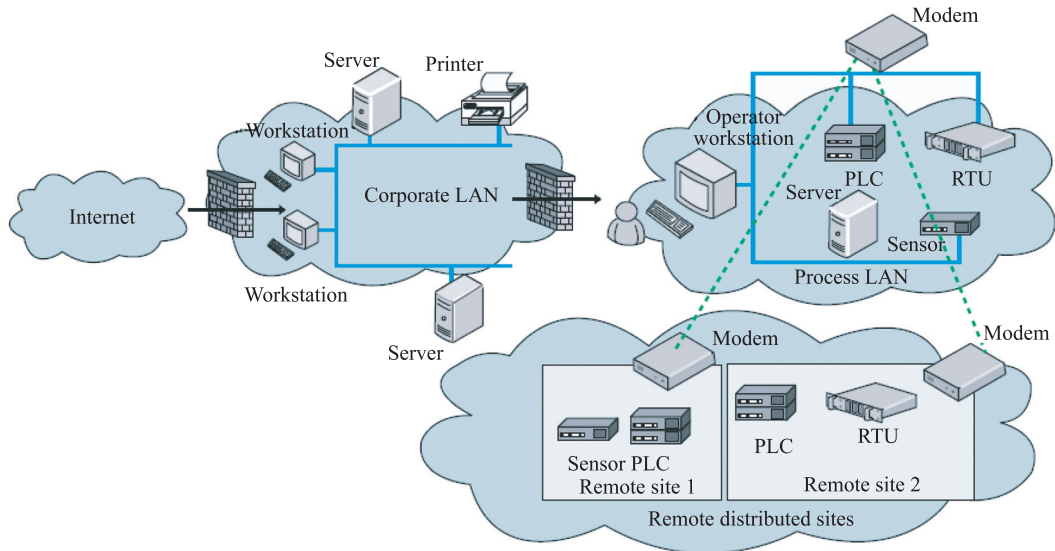 Modem
Server
Printer
Workstation
Operator
workstation
PLC
RTU
Internet
Corporate LAN
Server
Sensor
Process LAN
Workstation
Server
Modem
Modem
Sensor PLC
PLC
RTU
Remote site 1
Remote site 2
Remote distributed sites